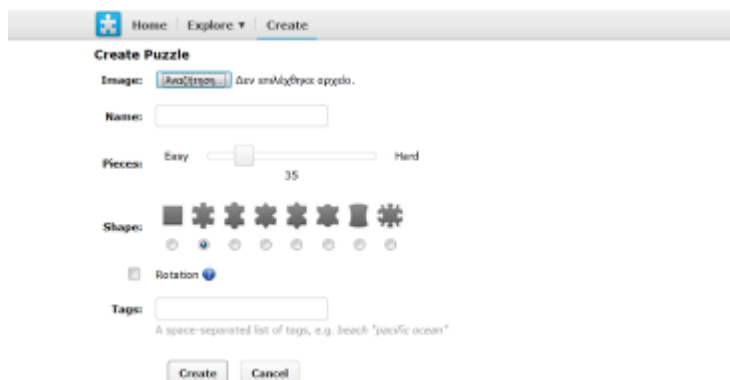 Home Explore ▼ Create
Create Puzzle
Image: Αναζήτηση... Δεν επιλέχθηκε αρχείο.
Name:
Pieces: Easy Hard
35
Shape:
Rotation ?
Tags:
A space-separated list of tags, e.g. beach "pacific ocean"
Create Cancel